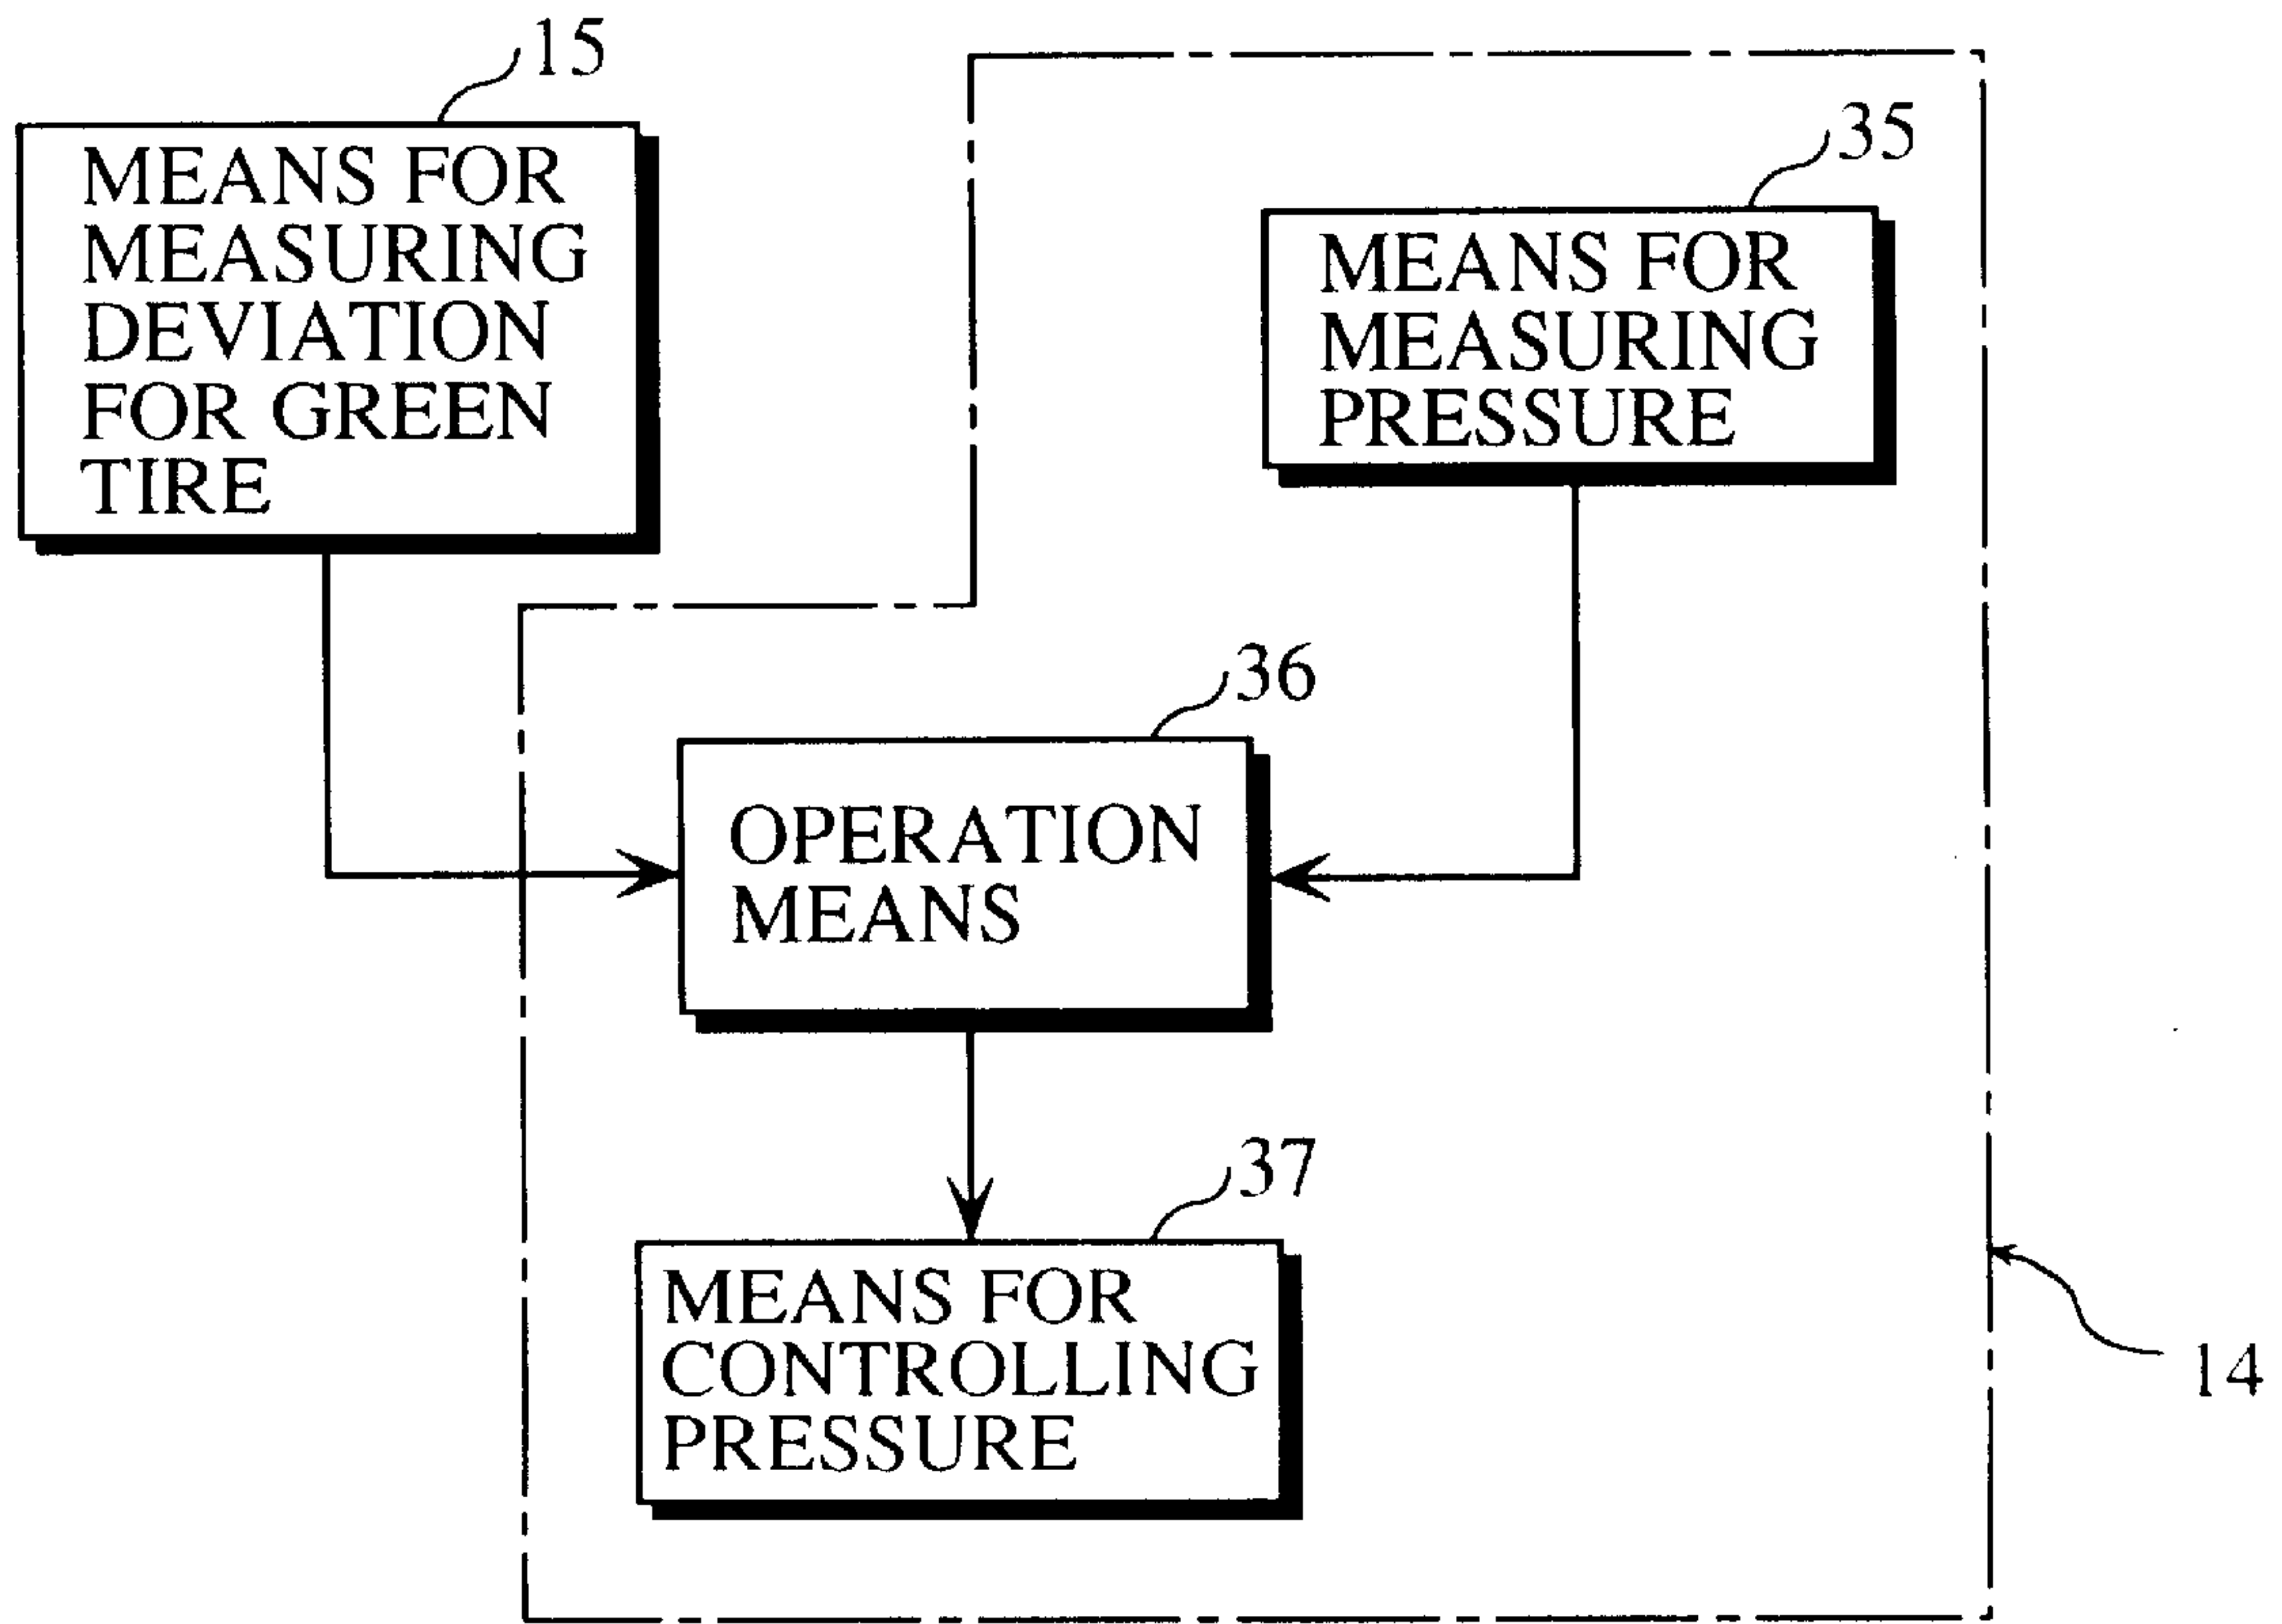 15
MEANS FOR
MEASURING
DEVIATION
FOR GREEN
TIRE
35
MEANS FOR
MEASURING
PRESSURE
36
OPERATION
MEANS
37
MEANS FOR
CONTROLLING
PRESSURE
14